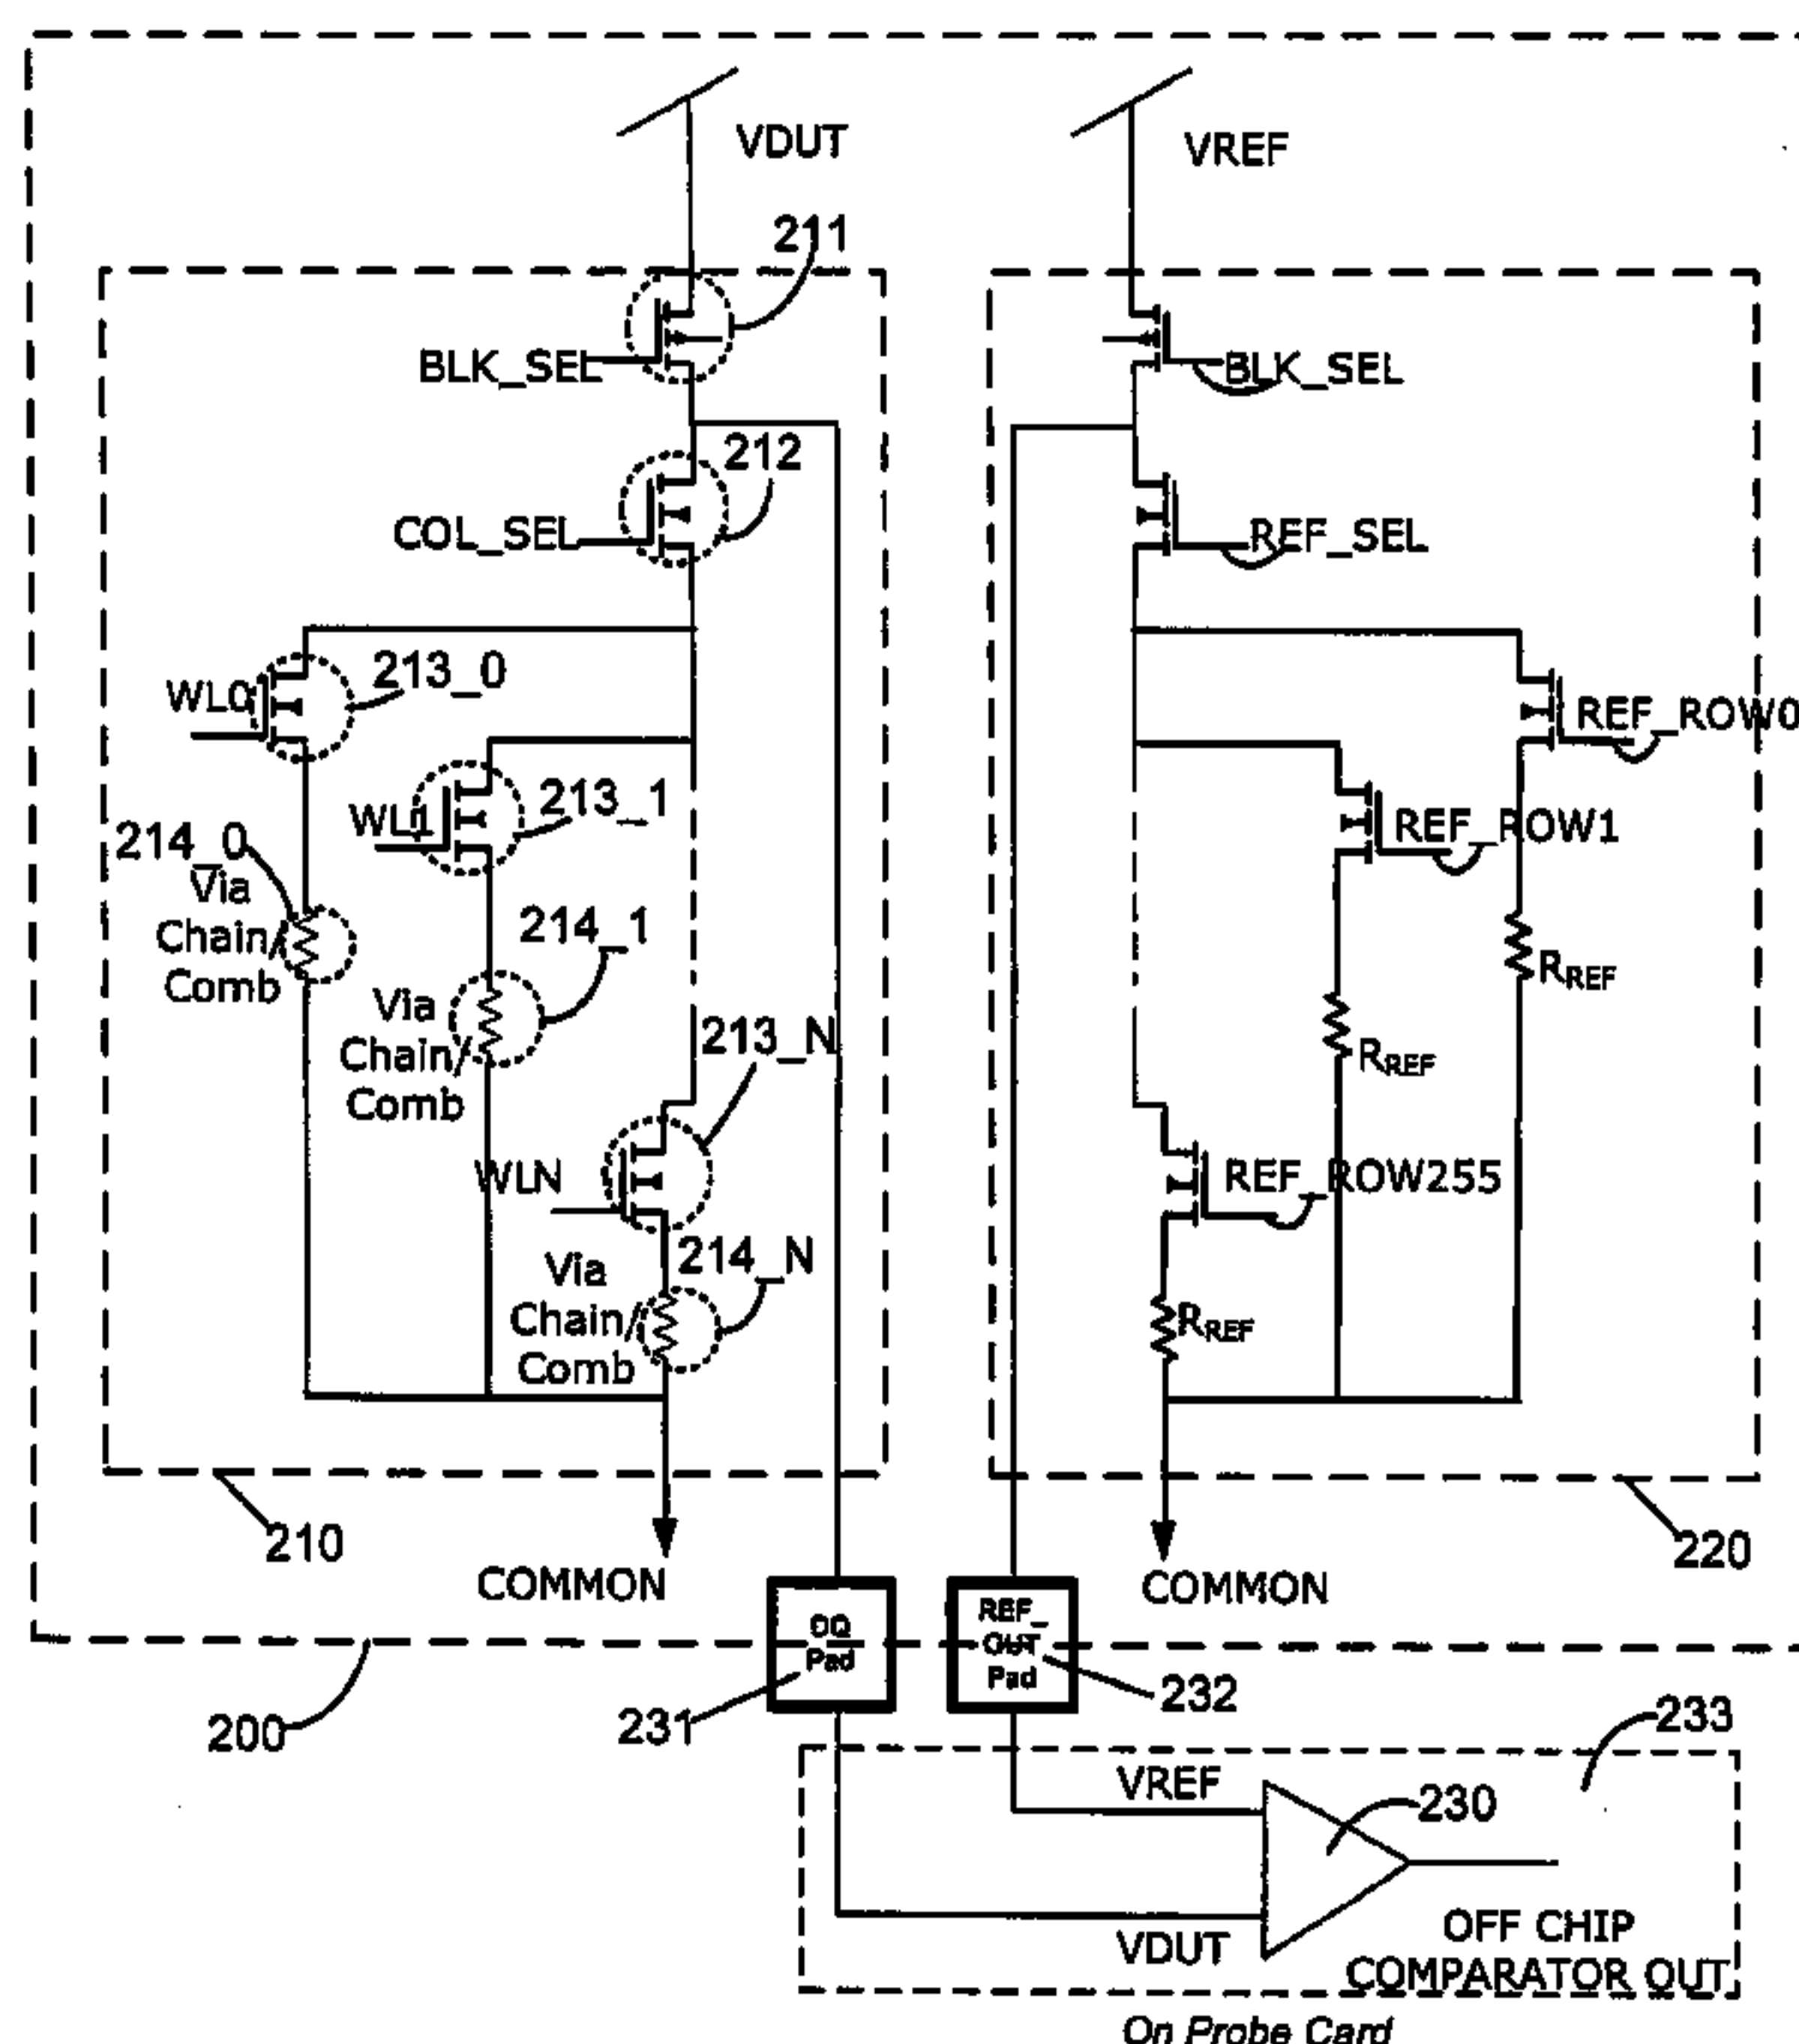 VDUT
VREF
211
BLK_SEL
BLK_SEL
212
COL_SEL
REF_SEL
213_0
WL0
REF_ROW0
213_1
WL1
REF_ROW1
214_0
Via
Chain/
Comb
214_1
RREF
Via
Chain/
Comb
213_N
RREF
WLN
REF_ROW255
214_N
Via
Chain/
Comb
RREF
210
220
COMMON
COMMON
DQ
Pad
REF_
OUT
Pad
200
231
232
233
VREF
230
VDUT
OFF CHIP
COMPARATOR OUT
On Probe Card